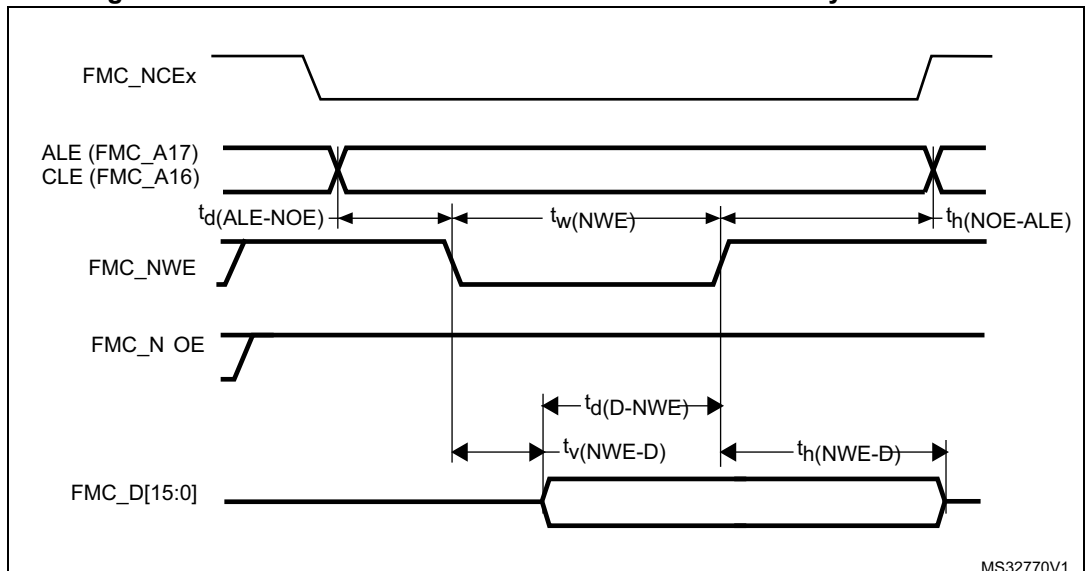 FMC_NCEx
ALE (FMC_A17)
CLE (FMC_A16)
td(ALE-NOE)
tw(NWE)
th(NOE-ALE)
FMC_NWE
FMC_N OE
td(D-NWE)
tv(NWE-D)
th(NWE-D)
FMC_D[15:0]
MS32770V1